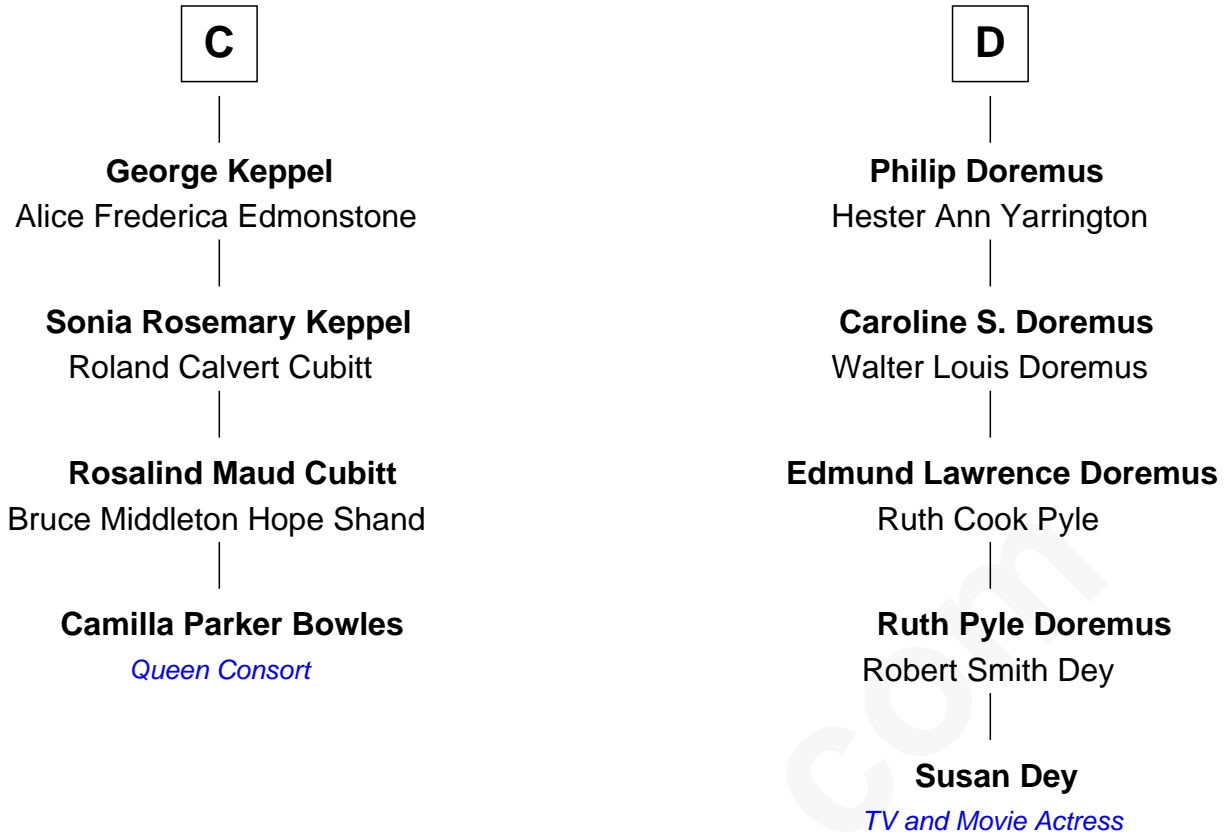 C
George Keppel
Alice Frederica Edmonstone
Sonia Rosemary Keppel
Roland Calvert Cubitt
Rosalind Maud Cubitt
Bruce Middleton Hope Shand
Camilla Parker Bowles
Queen Consort
D
Philip Doremus
Hester Ann Yarrington
Caroline S. Doremus
Walter Louis Doremus
Edmund Lawrence Doremus
Ruth Cook Pyle
Ruth Pyle Doremus
Robert Smith Dey
Susan Dey
TV and Movie Actress
com